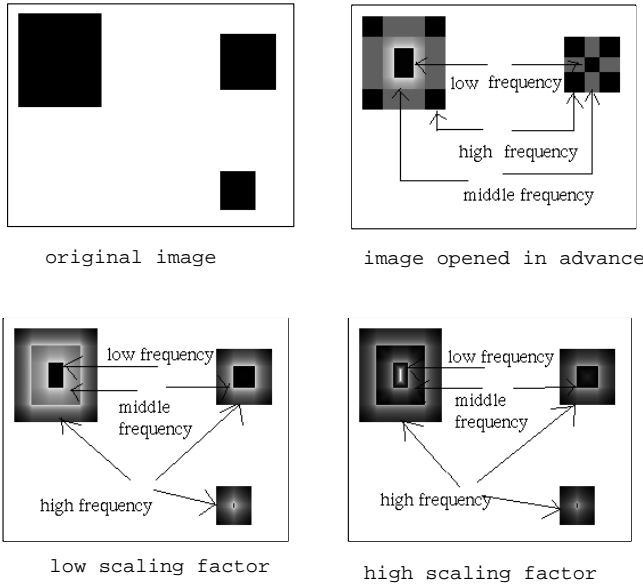 low frequency
high frequency
middle frequency
original image
image opened in advance
low frequency
middle
frequency
high frequency
low scaling factor
low frequency
middle
frequency
high frequency
high scaling factor